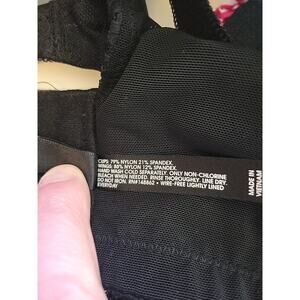 CUPS: 79% NYLON 21% SPANDEX.
WINGS: 88% NYLON 12% SPANDEX.
HAND WASH COLD SEPARATELY. ONLY NON-CHLORINE
BLEACH WHEN NEEDED. RINSE THOROUGHLY. LINE DRY.
DO NOT IRON. RN#148662 • WIRE-FREE LIGHTLY LINED
EVERYDAY
MADE IN
VIETNAM